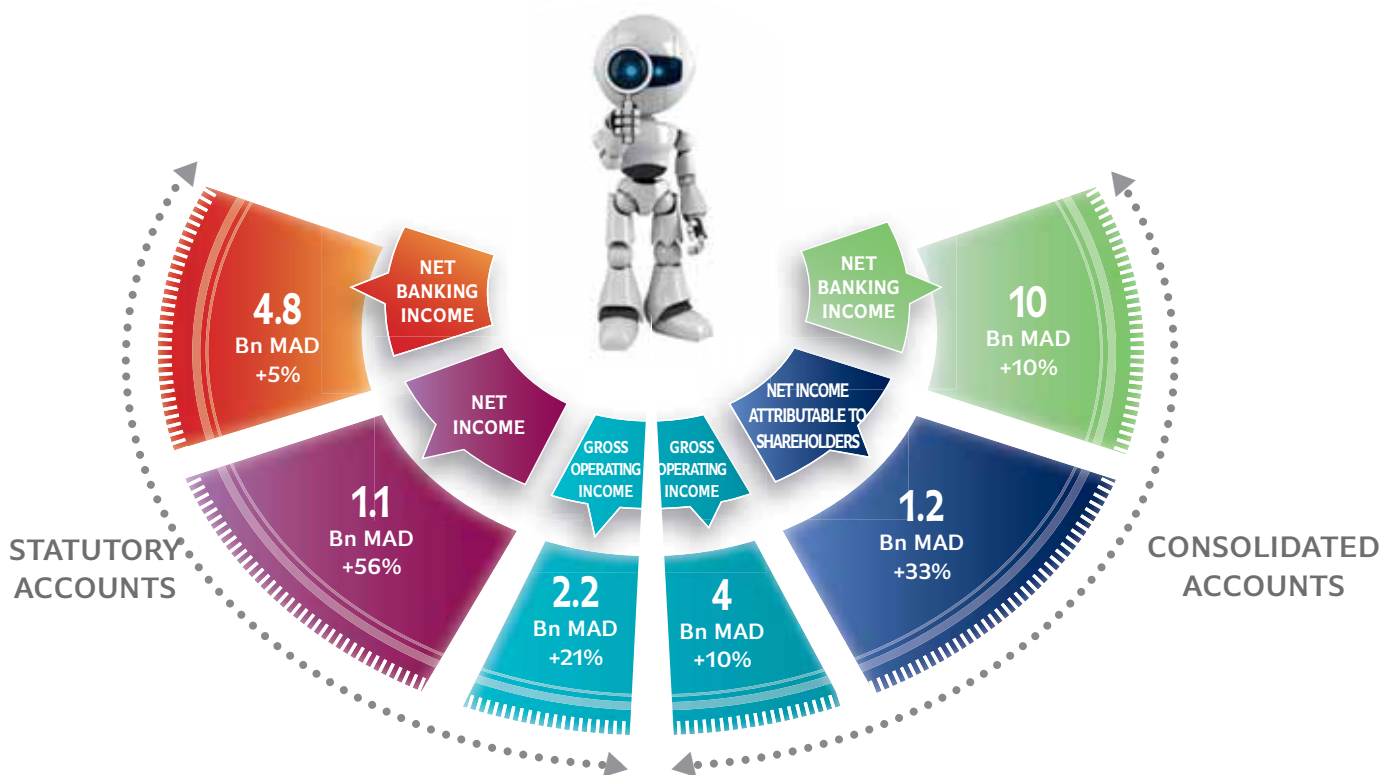 NET
BANKING
INCOME
4.8
Bn MAD
+5%
NET
INCOME
1.1
Bn MAD
+56%
GROSS
OPERATING
INCOME
2.2
Bn MAD
+21%
STATUTORY
ACCOUNTS
NET
BANKING
INCOME
10
Bn MAD
+10%
NET INCOME
ATTRIBUTABLE TO
SHAREHOLDERS
1.2
Bn MAD
+33%
GROSS
OPERATING
INCOME
4
Bn MAD
+10%
CONSOLIDATED
ACCOUNTS